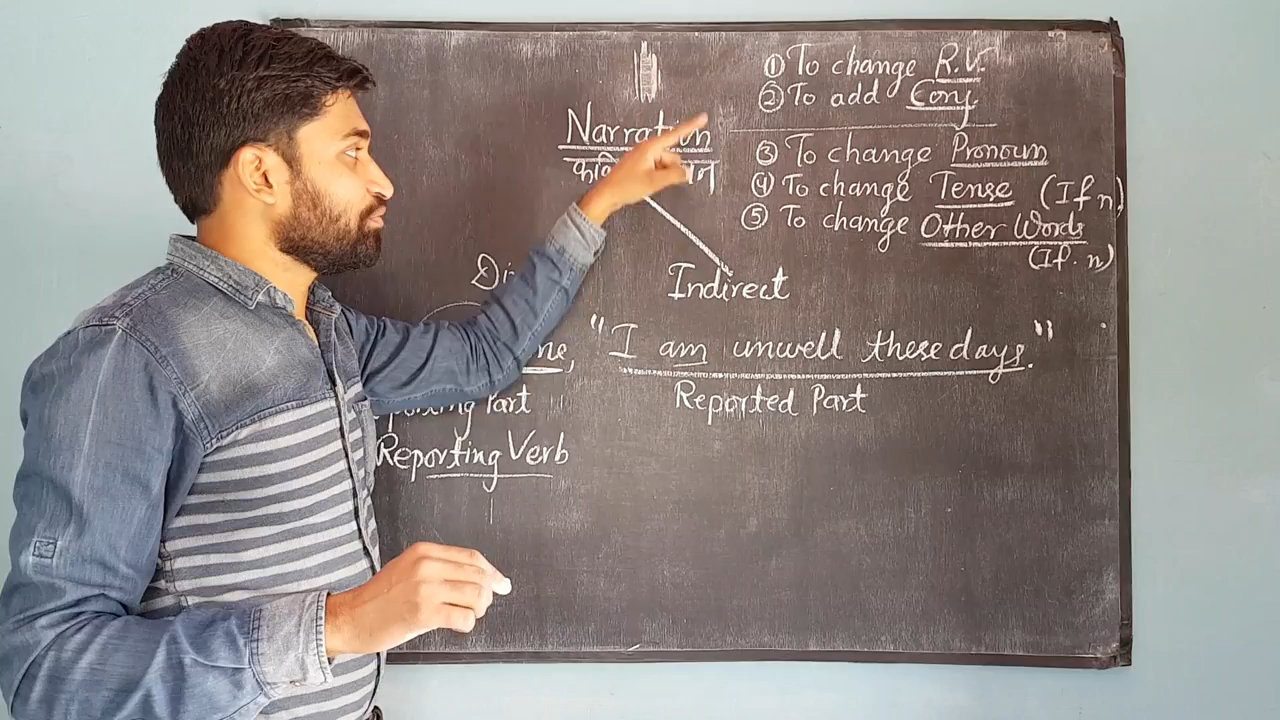 ① To change R.V.
② To add Conj.
③ To change Pronoun
④ To change Tense (If n)
⑤ To change Other Words
(If. n)
Narration
Indirect
"I am unwell these days."
Reported Part
Part
Reporting Verb